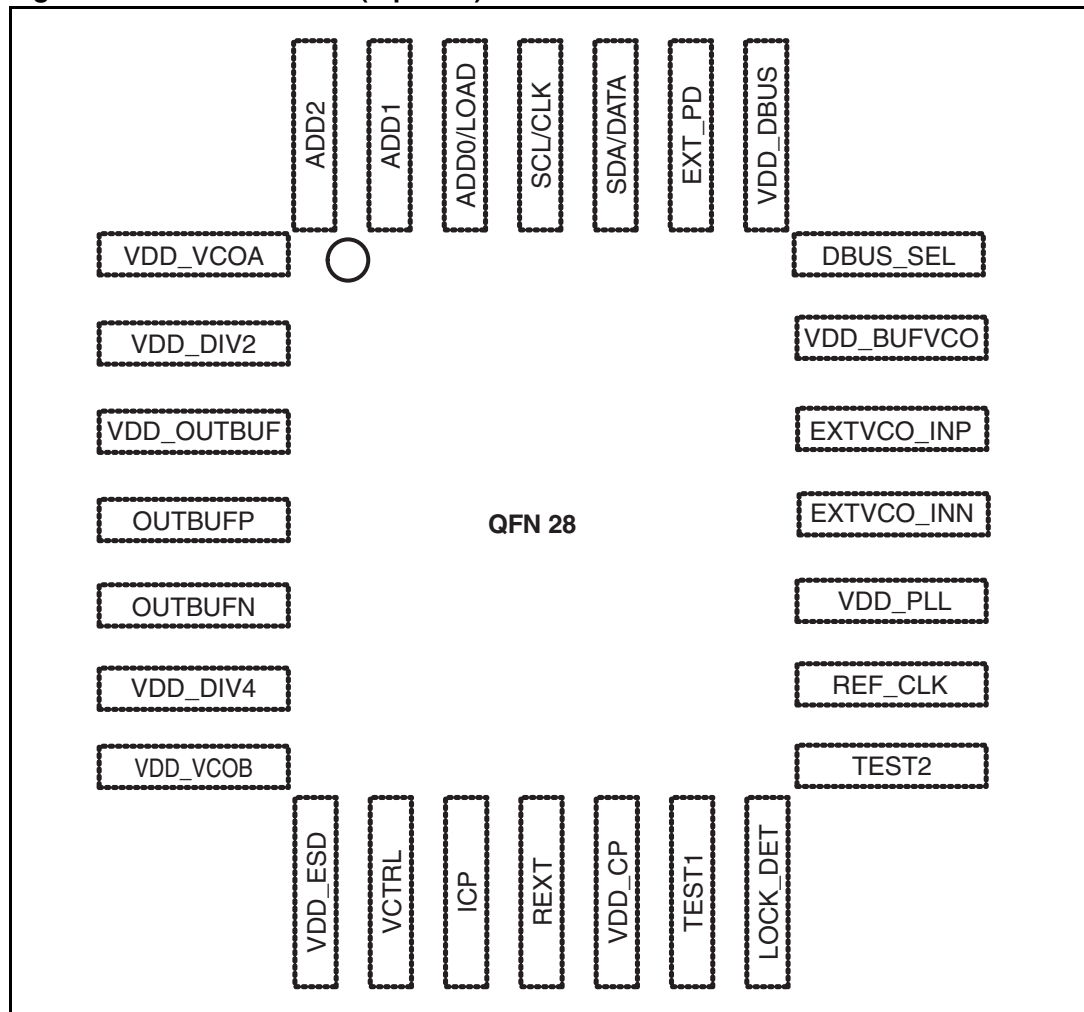 ADD2
ADD1
ADD0/LOAD
SCL/CLK
SDA/DATA
EXT_PD
VDD_DBUS
VDD_VCOA
DBUS_SEL
VDD_DIV2
VDD_BUFVCO
VDD_OUTBUF
EXTVCO_INP
OUTBUFP
QFN 28
EXTVCO_INN
OUTBUFN
VDD_PLL
VDD_DIV4
REF_CLK
VDD_VCOB
TEST2
VDD_ESD
VCTRL
ICP
REXT
VDD_CP
TEST1
LOCK_DET